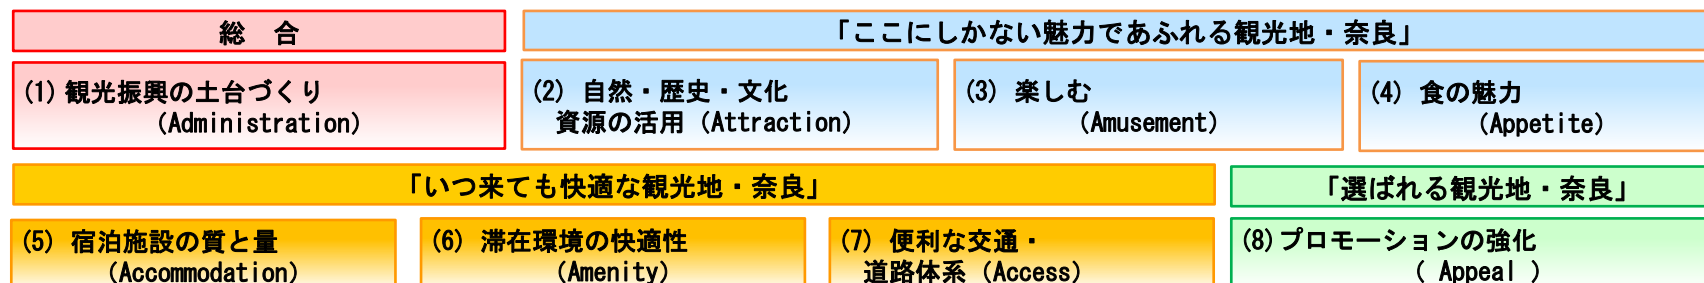 総　合
「ここにしかない魅力であふれる観光地・奈良」
(1) 観光振興の土台づくり
(Administration)
(2) 自然・歴史・文化
資源の活用 (Attraction)
(3) 楽しむ
(Amusement)
(4) 食の魅力
(Appetite)
「いつ来ても快適な観光地・奈良」
「選ばれる観光地・奈良」
(5) 宿泊施設の質と量
(Accommodation)
(6) 滞在環境の快適性
(Amenity)
(7) 便利な交通・
道路体系 (Access)
(8) プロモーションの強化
( Appeal )